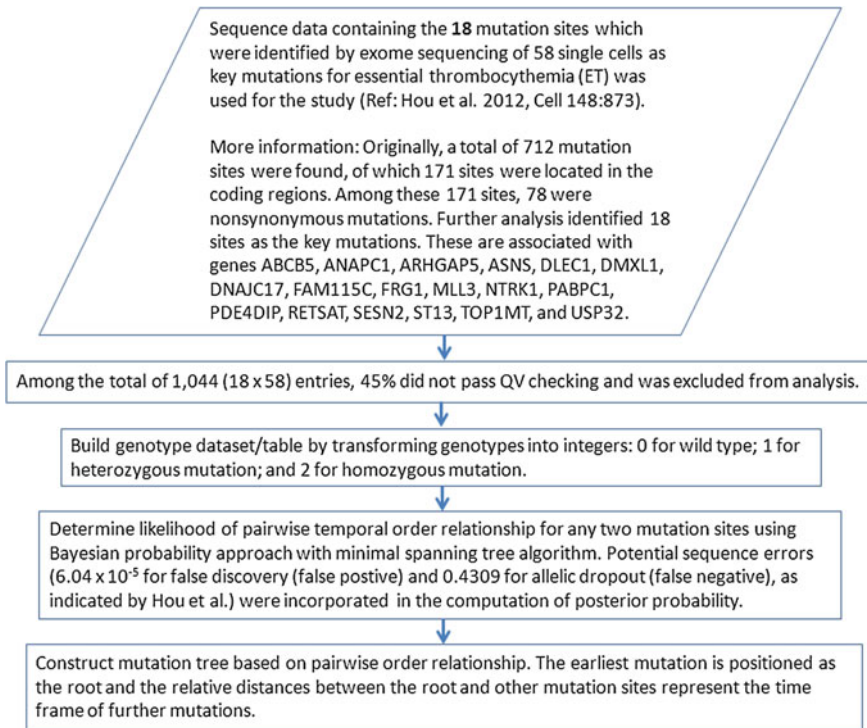 Sequence data containing the 18 mutation sites which
were identified by exome sequencing of 58 single cells as
key mutations for essential thrombocythemia (ET) was
used for the study (Ref: Hou et al. 2012, Cell 148:873).
More information: Originally, a total of 712 mutation
sites were found, of which 171 sites were located in the
coding regions. Among these 171 sites, 78 were
nonsynonymous mutations. Further analysis identified 18
sites as the key mutations. These are associated with
genes ABCB5, ANAPC1, ARHGAP5, ASNS, DLEC1, DMXL1,
DNAJC17, FAM115C, FRG1, MLL3, NTRK1, PABPC1,
PDE4DIP, RETSAT, SESN2, ST13, TOP1MT, and USP32.
Among the total of 1,044 (18 x 58) entries, 45% did not pass QV checking and was excluded from analysis.
Build genotype dataset/table by transforming genotypes into integers: 0 for wild type; 1 for
heterozygous mutation; and 2 for homozygous mutation.
Determine likelihood of pairwise temporal order relationship for any two mutation sites using
Bayesian probability approach with minimal spanning tree algorithm. Potential sequence errors
(6.04 x 10⁻⁵ for false discovery (false postive) and 0.4309 for allelic dropout (false negative), as
indicated by Hou et al.) were incorporated in the computation of posterior probability.
Construct mutation tree based on pairwise order relationship. The earliest mutation is positioned as
the root and the relative distances between the root and other mutation sites represent the time
frame of further mutations.